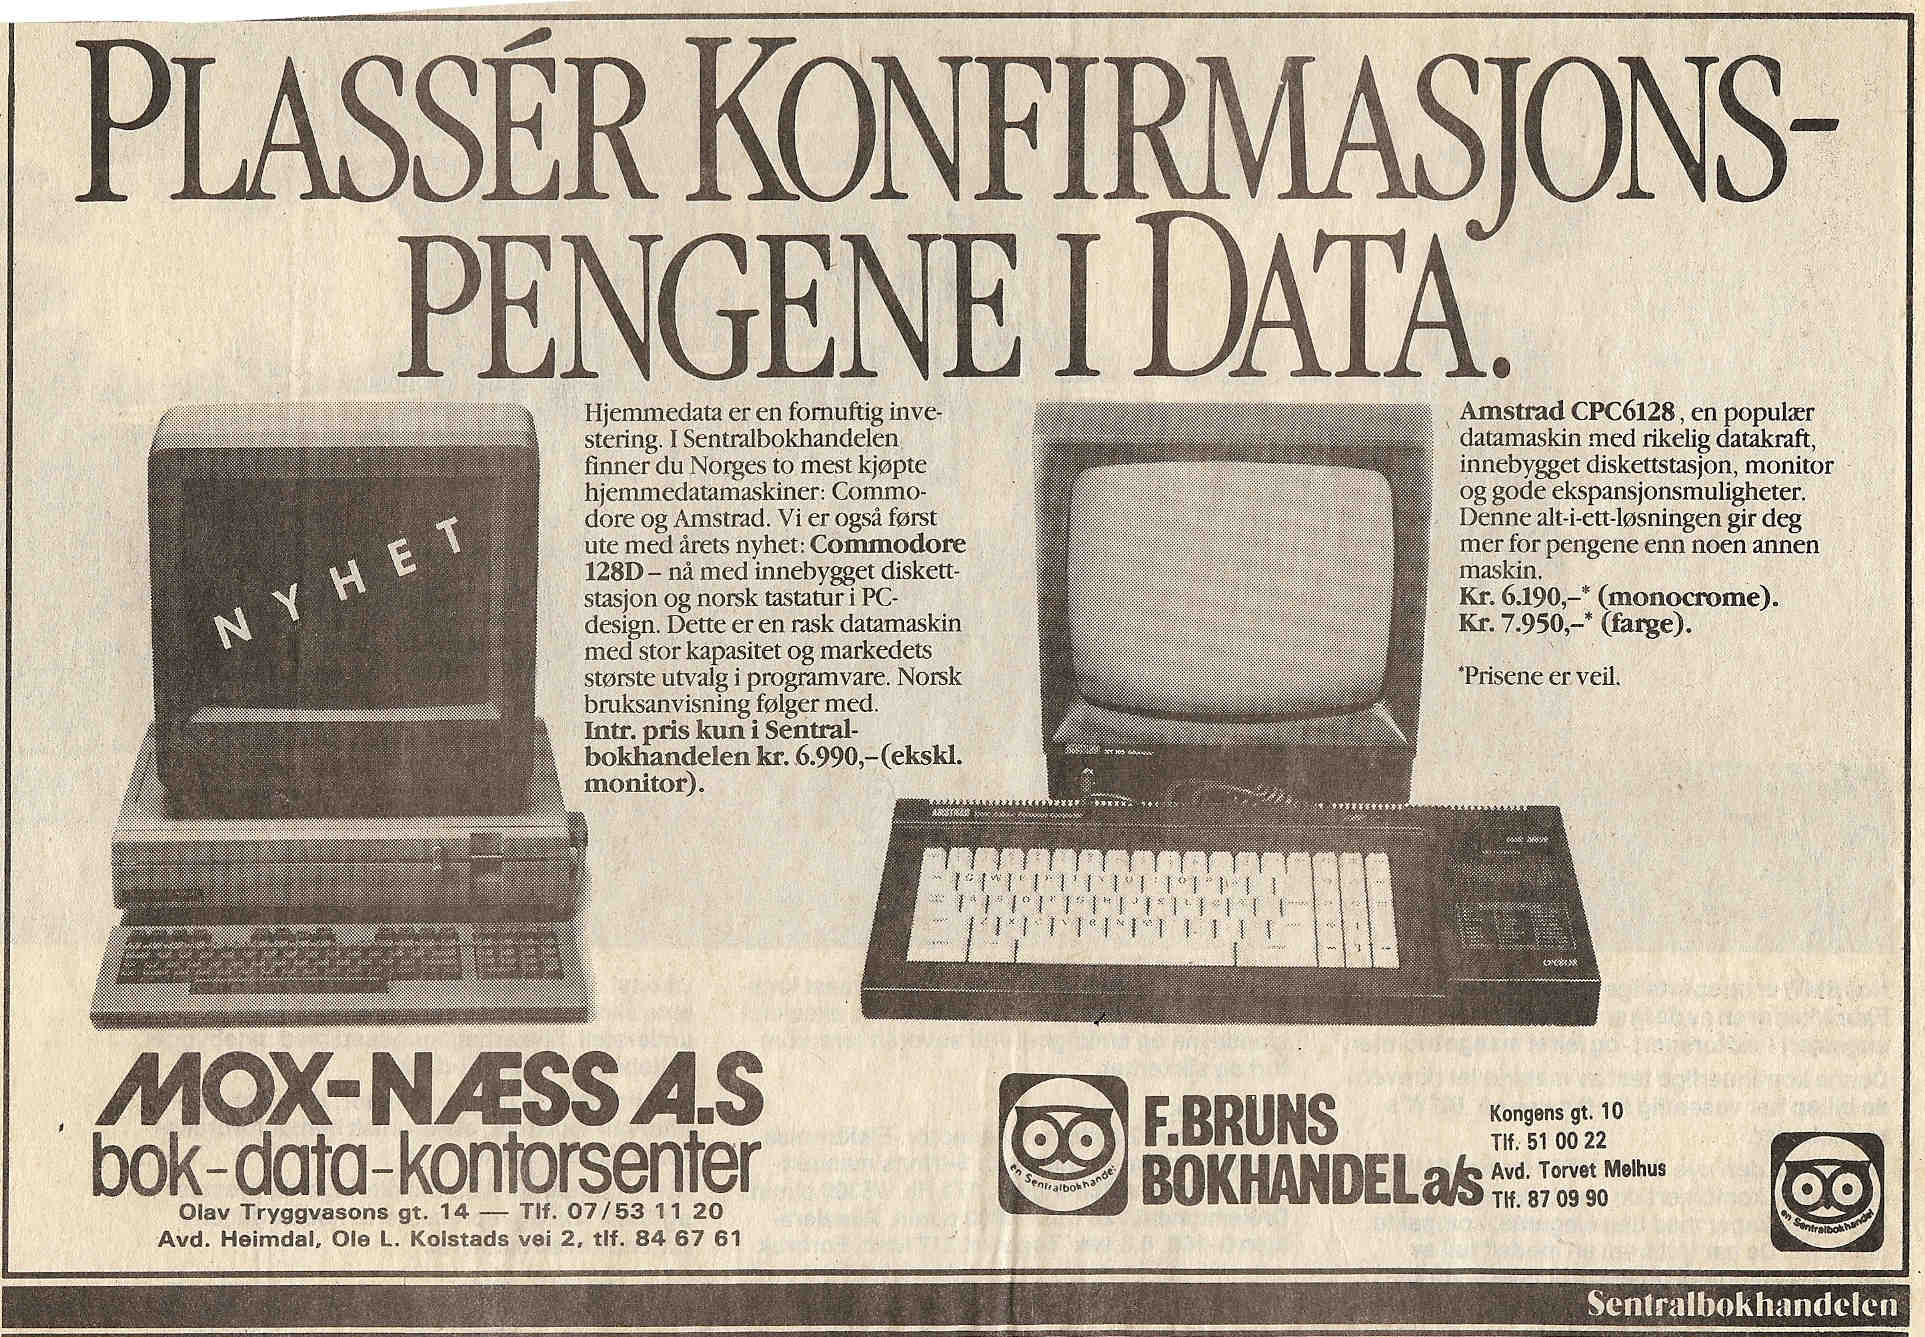 PLASSÉR KONFIRMASJONS-
PENGENE I DATA.
NYHET
Hjemmedata er en fornuftig inve-
stering. I Sentralbokhandelen
finner du Norges to mest kjøpte
hjemmedatamaskiner: Commo-
dore og Amstrad. Vi er også først
ute med årets nyhet: Commodore
128D – nå med innebygget diskett-
stasjon og norsk tastatur i PC-
design. Dette er en rask datamaskin
med stor kapasitet og markedets
største utvalg i programvare. Norsk
bruksanvisning følger med.
Intr. pris kun i Sentral-
bokhandelen kr. 6.990,– (ekskl.
monitor).
Amstrad CPC6128, en populær
datamaskin med rikelig datakraft,
innebygget diskettstasjon, monitor
og gode ekspansjonsmuligheter.
Denne alt-i-ett-løsningen gir deg
mer for pengene enn noen annen
maskin.
Kr. 6.190,–* (monocrome).
Kr. 7.950,–* (farge).
*Prisene er veil.
AMSTRAD
MOX-NÆSS A.S
bok-data-kontorsenter
Olav Tryggvasons gt. 14 — Tlf. 07/53 11 20
Avd. Heimdal, Ole L. Kolstads vei 2, tlf. 84 67 61
en Sentralbokhandel
F. BRUNS
BOKHANDEL a/s
Kongens gt. 10
Tlf. 51 00 22
Avd. Torvet Melhus
Tlf. 87 09 90
en Sentralbokhandel
Sentralbokhandelen